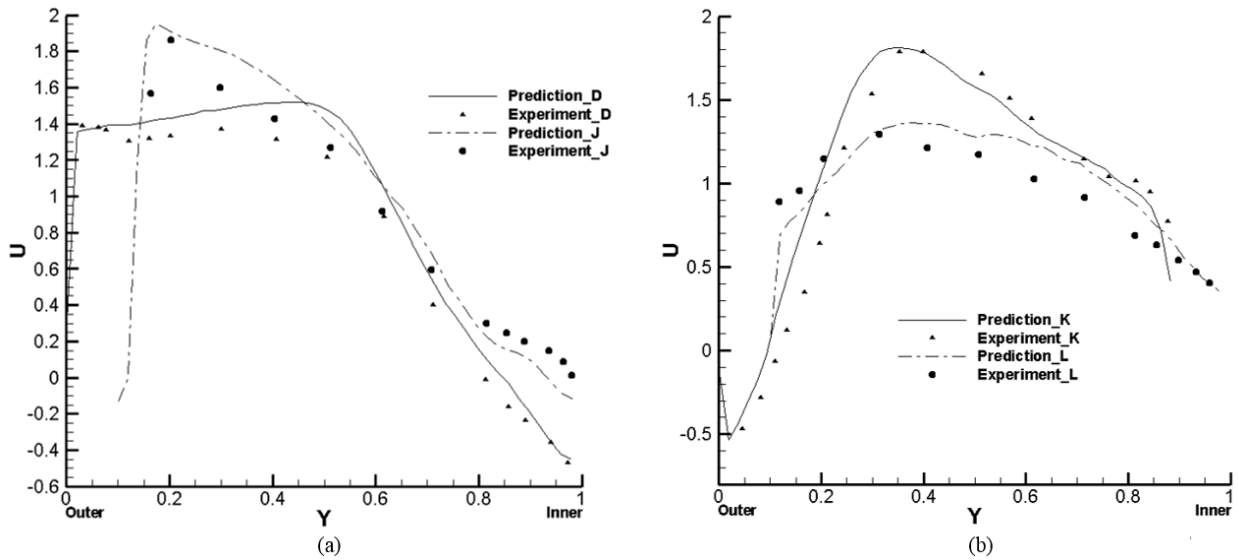 2
1.8
1.6
1.4
1.2
1
0.8
0.6
0.4
0.2
0
-0.2
-0.4
-0.6
U
Prediction_D
Experiment_D
Prediction_J
Experiment_J
0 0.2 0.4 0.6 0.8 1
Outer Y Inner
(a)
2
1.5
1
0.5
0
-0.5
U
Prediction_K
Experiment_K
Prediction_L
Experiment_L
0 0.2 0.4 0.6 0.8 1
Outer Y Inner
(b)